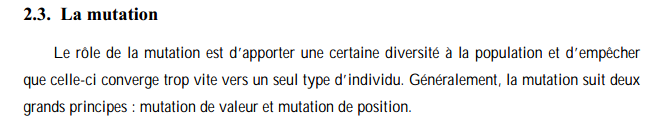 2.3. La mutation
Le rôle de la mutation est d'apporter une certaine diversité à la population et d'empêcher
que celle-ci converge trop vite vers un seul type d'individu. Généralement, la mutation suit deux
grands principes : mutation de valeur et mutation de position.